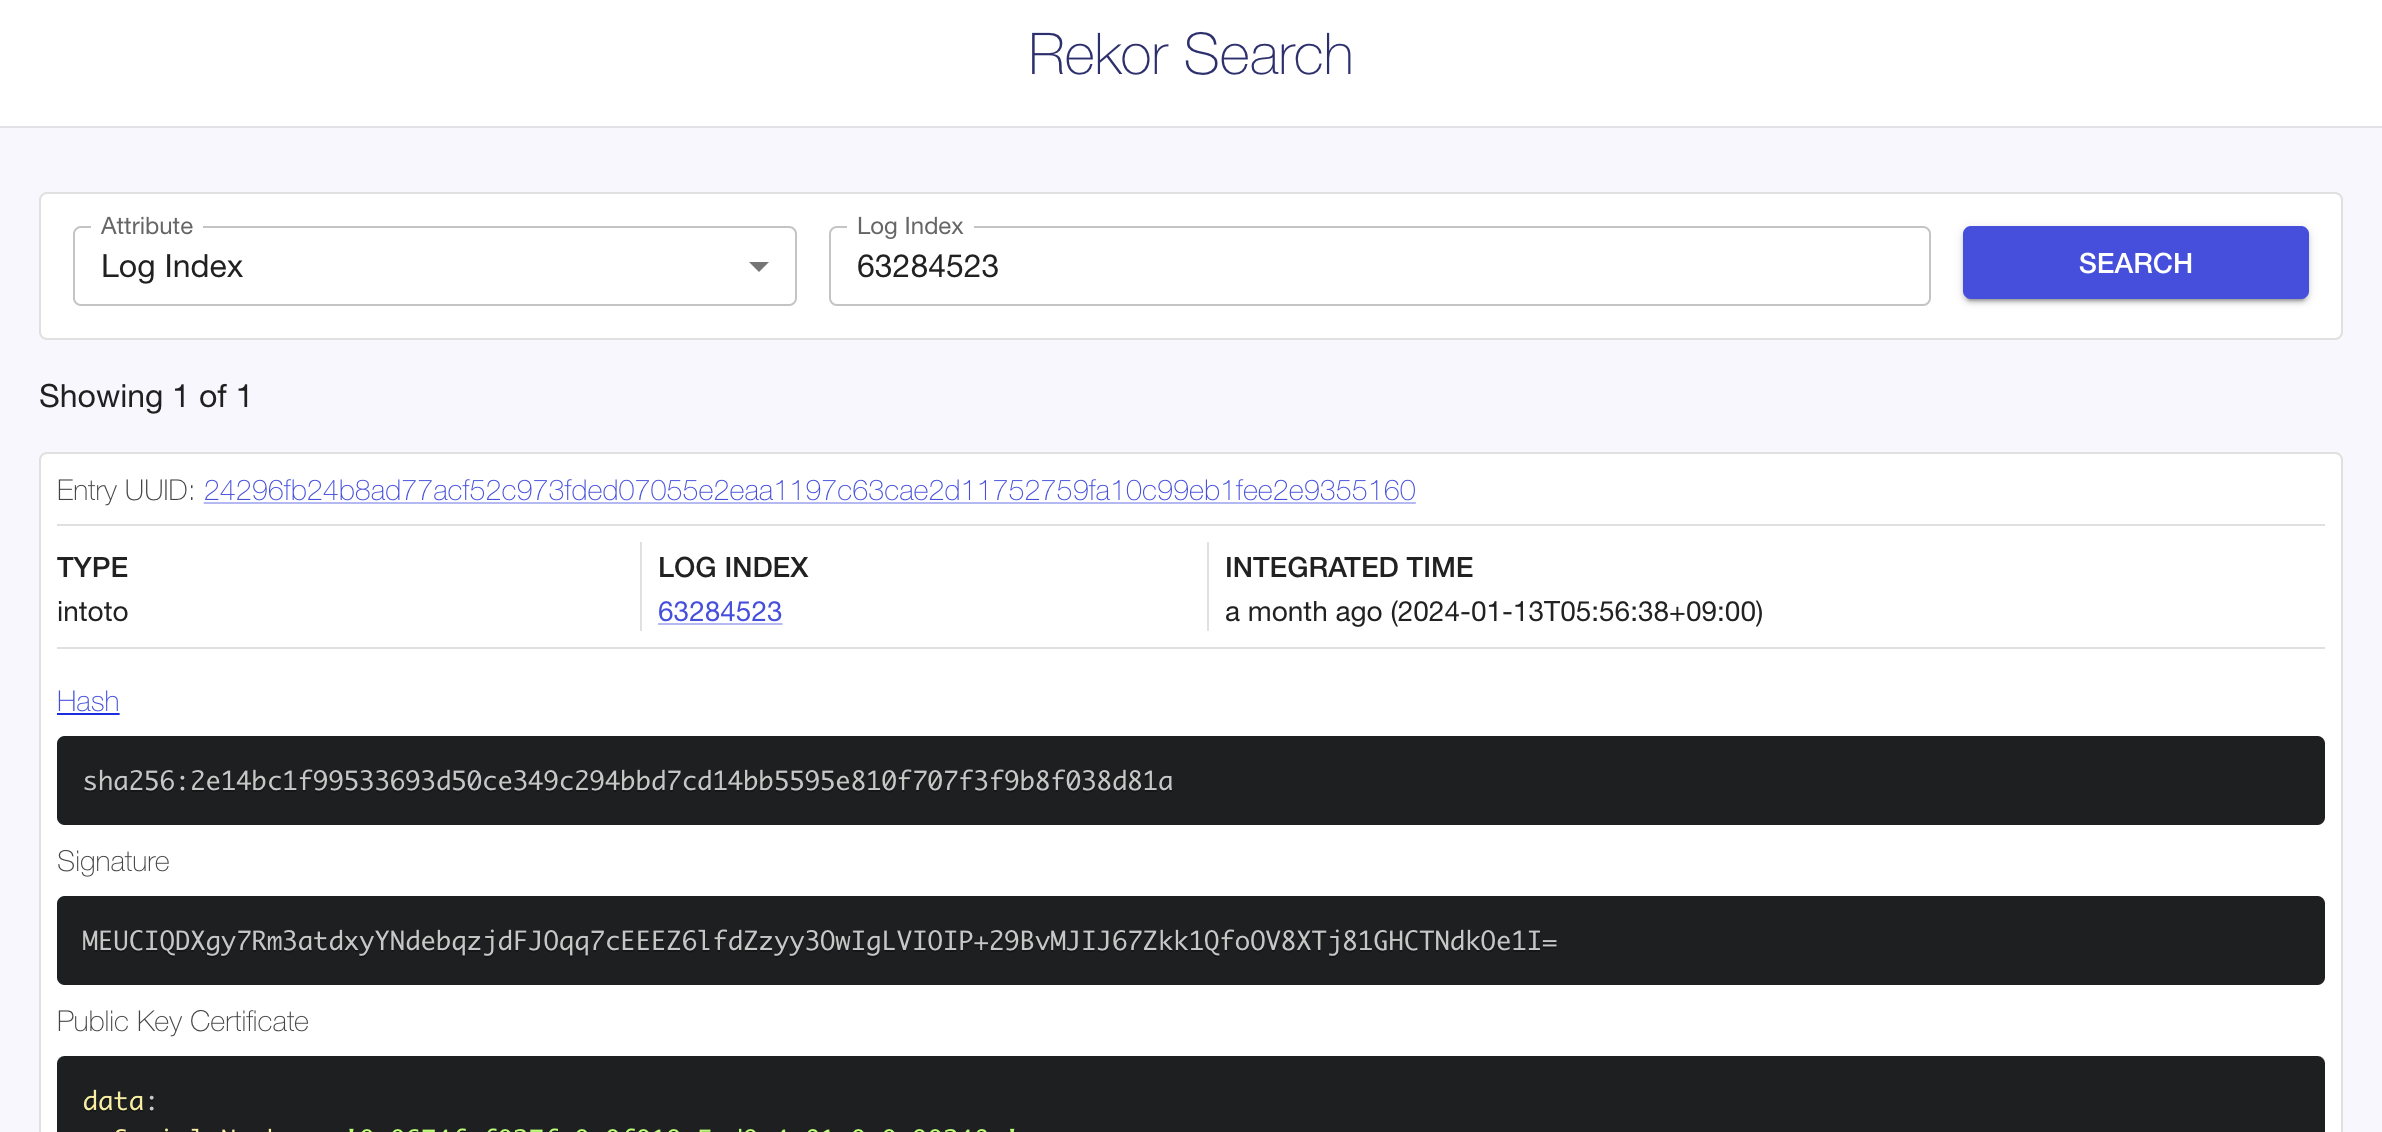 Rekor Search
Attribute
Log Index
Log Index
63284523
SEARCH
Showing 1 of 1
Entry UUID: 24296fb24b8ad77acf52c973fded07055e2eaa1197c63cae2d11752759fa10c99eb1fee2e9355160
TYPE
LOG INDEX
INTEGRATED TIME
intoto
63284523
a month ago (2024-01-13T05:56:38+09:00)
Hash
sha256:2e14bc1f99533693d50ce349c294bbd7cd14bb5595e810f707f3f9b8f038d81a
Signature
MEUCIQDXgy7Rm3atdxyYNdebqzjdFJOqq7cEEEZ6lfdZzyy3OwIgLVIOIP+29BvMJIJ67Zkk1QfoOV8XTj81GHCTNdkOe1I=
Public Key Certificate
data: